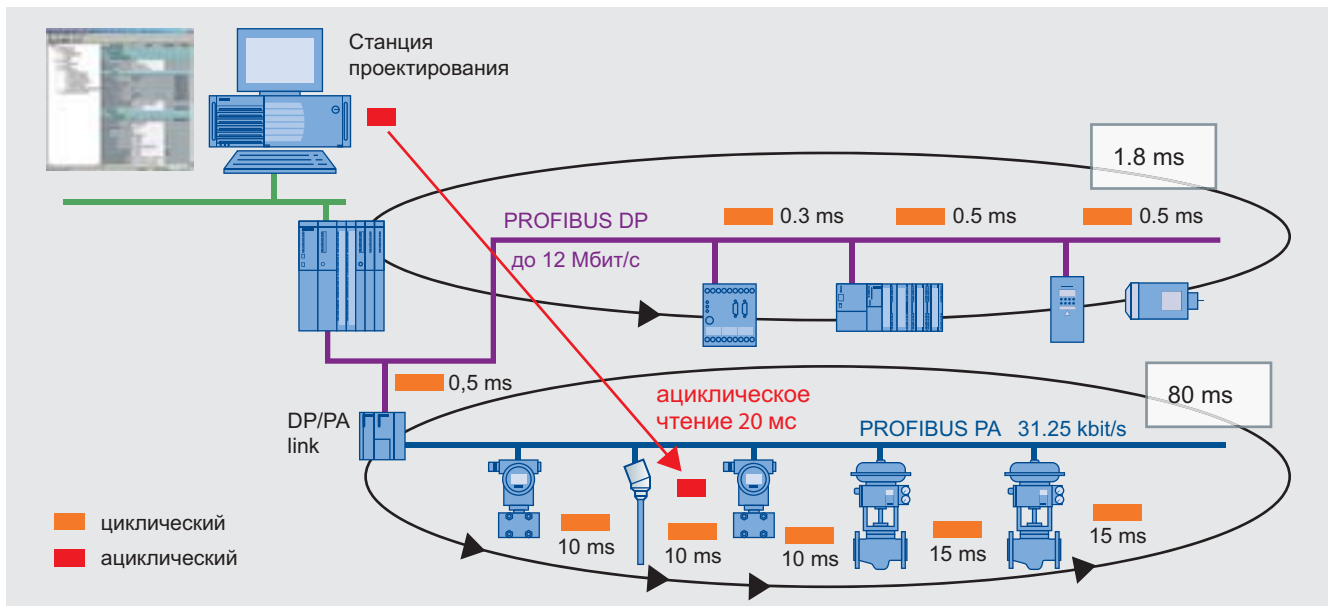 Станция
проектирования
1.8 ms
PROFIBUS DP
до 12 Мбит/с
0.3 ms
0.5 ms
0.5 ms
0,5 ms
DP/PA
link
ациклическое
чтение 20 мс
80 ms
PROFIBUS PA 31.25 kbit/s
10 ms
10 ms
10 ms
15 ms
15 ms
циклический
ациклический